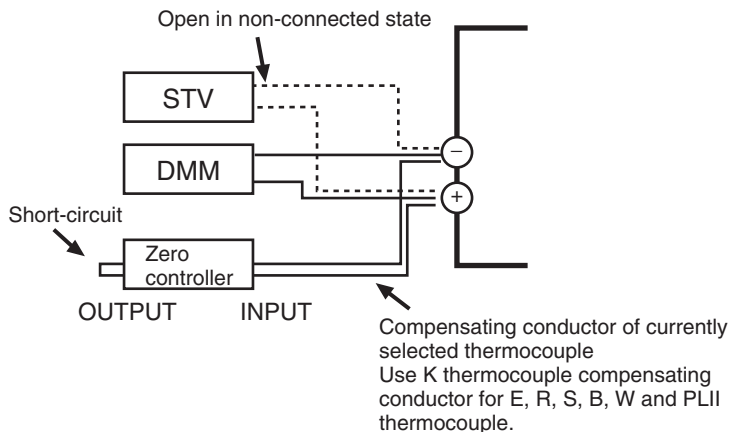 Open in non-connected state
STV
−
DMM
+
Short-circuit
Zero
controller
OUTPUT
INPUT
Compensating conductor of currently
selected thermocouple
Use K thermocouple compensating
conductor for E, R, S, B, W and PLII
thermocouple.